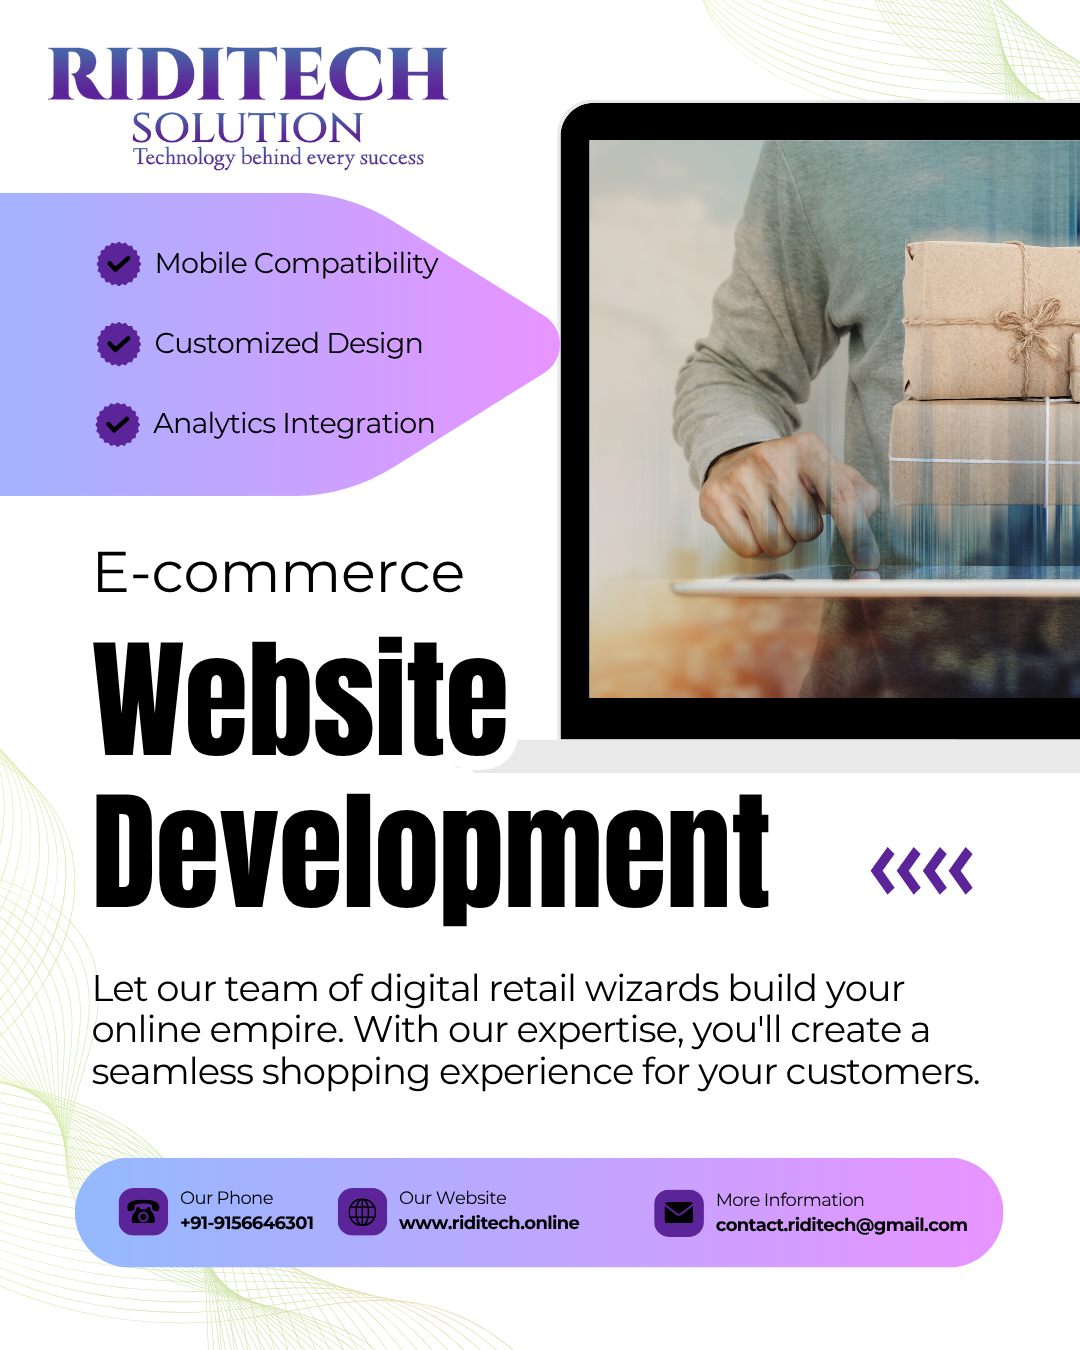 RIDITECH
SOLUTION
Technology behind every success
Mobile Compatibility
Customized Design
Analytics Integration
E-commerce
Website
Development
Let our team of digital retail wizards build your
online empire. With our expertise, you'll create a
seamless shopping experience for your customers.
Our Phone
+91-9156646301
Our Website
www.riditech.online
More Information
contact.riditech@gmail.com